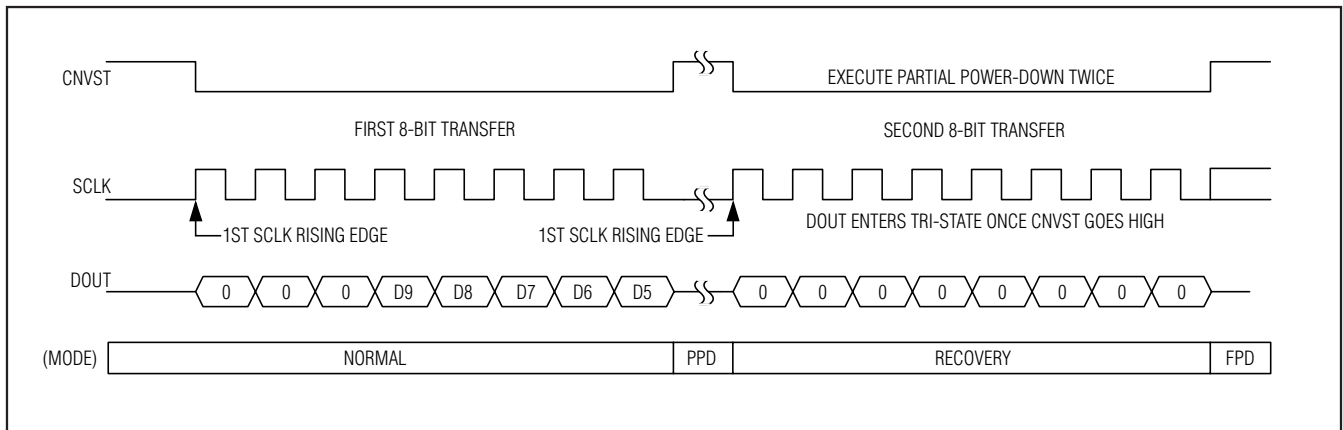 CNVST
EXECUTE PARTIAL POWER-DOWN TWICE
FIRST 8-BIT TRANSFER
SECOND 8-BIT TRANSFER
SCLK
DOUT ENTERS TRI-STATE ONCE CNVST GOES HIGH
1ST SCLK RISING EDGE
1ST SCLK RISING EDGE
DOUT
0 0 0 D9 D8 D7 D6 D5 0 0 0 0 0 0 0 0
(MODE) NORMAL PPD RECOVERY FPD